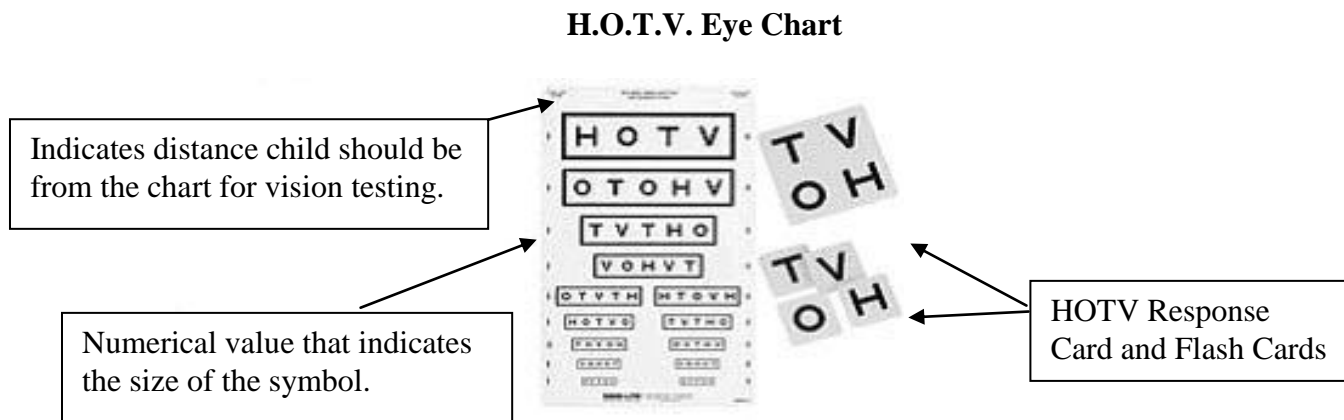 H.O.T.V. Eye Chart
Indicates distance child should be
from the chart for vision testing.
Numerical value that indicates
the size of the symbol.
H O T V
O T O H V
T V T H O
V O H V T
O T V T H H T O V H
H O T V O T V T H O
T V
O H
T V
O H
HOTV Response
Card and Flash Cards